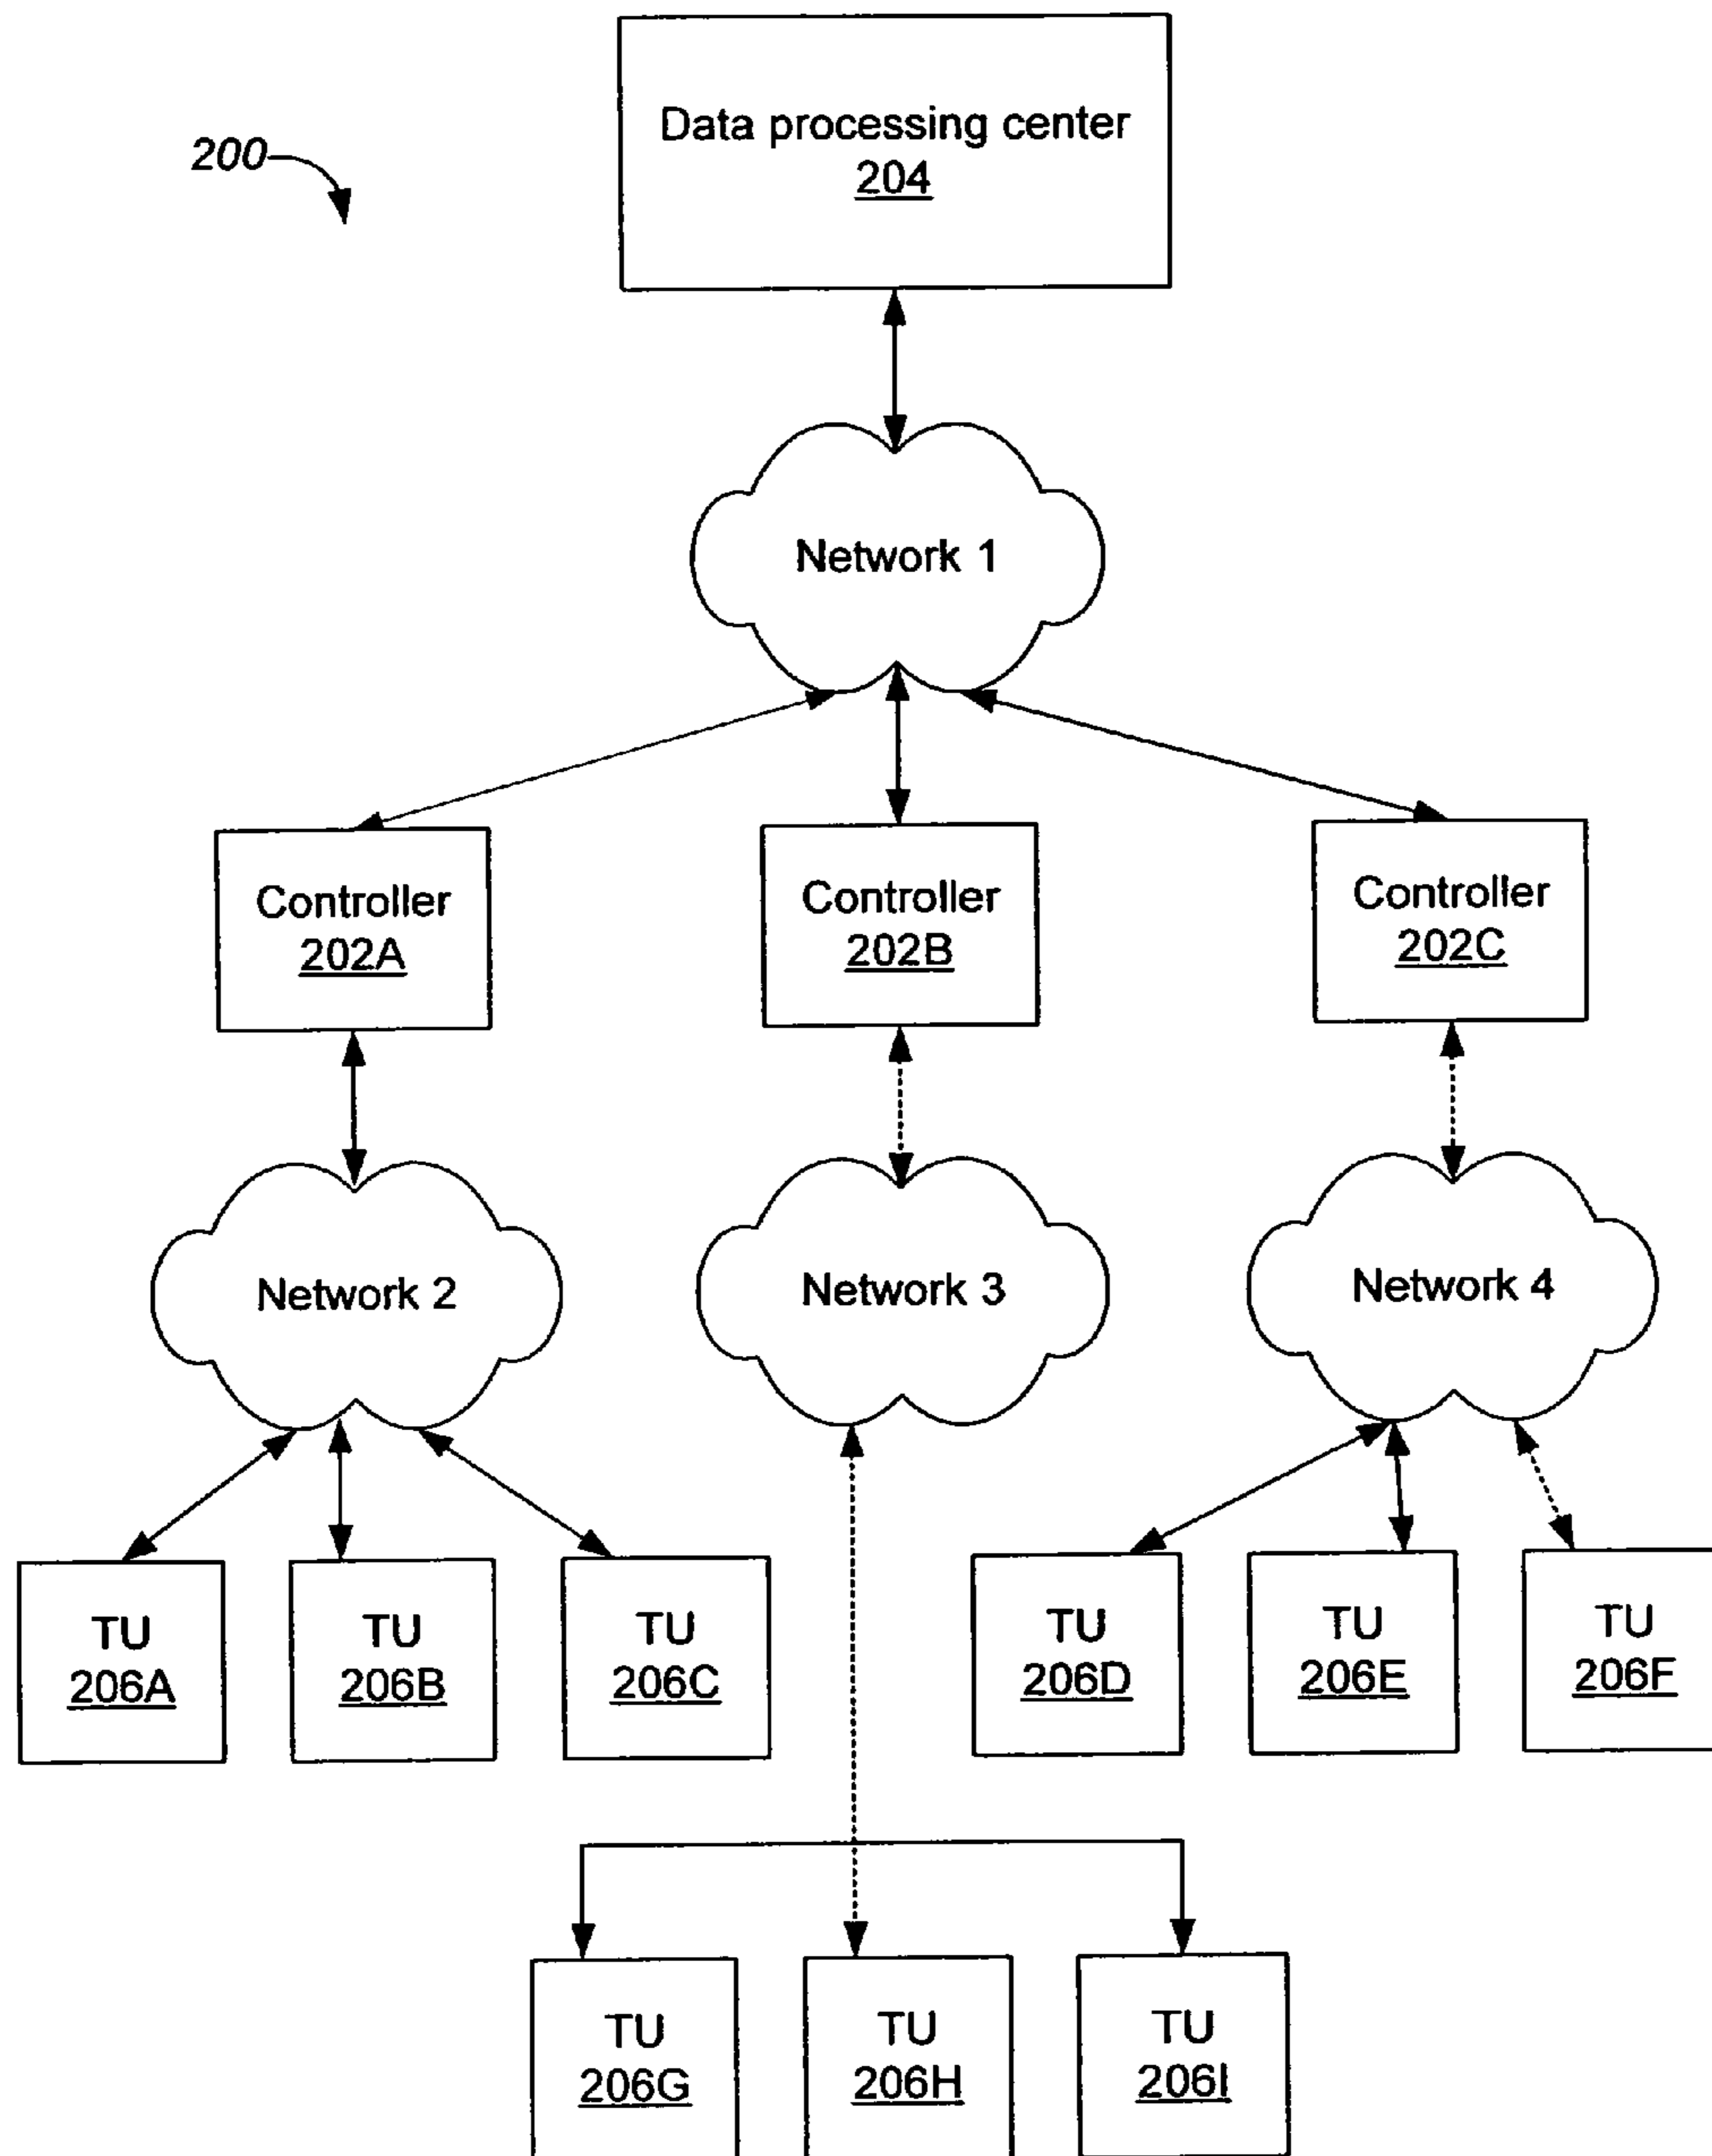 Data processing center
204
200
Network 1
Controller
202A
Controller
202B
Controller
202C
Network 2
Network 3
Network 4
TU
206A
TU
206B
TU
206C
TU
206D
TU
206E
TU
206F
TU
206G
TU
206H
TU
206I